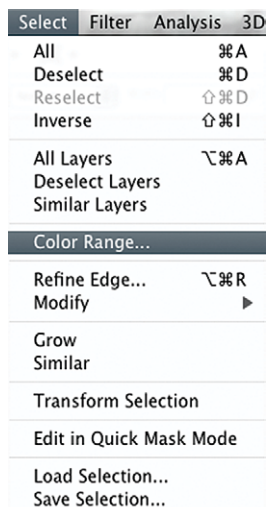 Select Filter Analysis 3D
All ⌘A
Deselect ⌘D
Reselect ⇧⌘D
Inverse ⇧⌘I
All Layers ⌥⌘A
Deselect Layers
Similar Layers
Color Range...
Refine Edge... ⌥⌘R
Modify ▶
Grow
Similar
Transform Selection
Edit in Quick Mask Mode
Load Selection...
Save Selection...